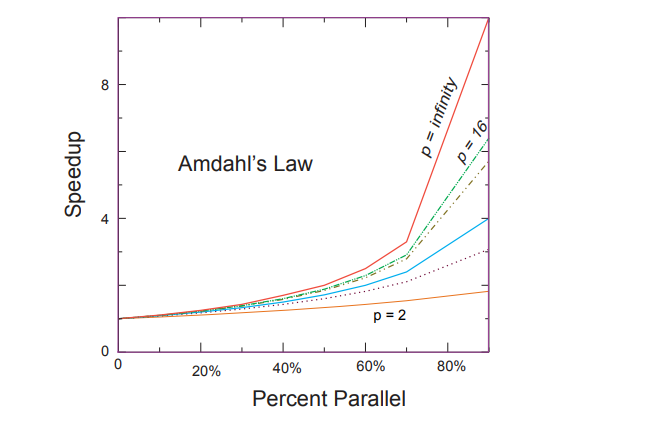 8
4
0
Speedup
Amdahl's Law
p = infinity
p = 16
p = 2
0
20%
40%
60%
80%
Percent Parallel